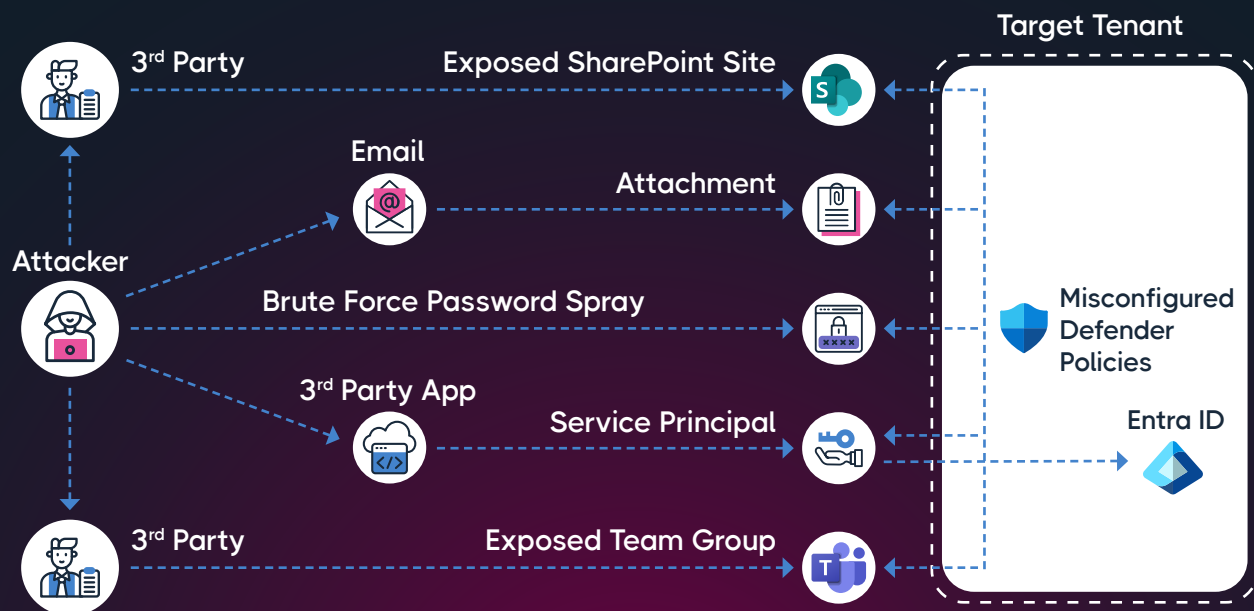 Target Tenant
3rd Party
Exposed SharePoint Site
S
Email
@
Attachment
Attacker
Brute Force Password Spray
xxxx
Misconfigured
Defender
Policies
3rd Party App
</>
Service Principal
Entra ID
3rd Party
Exposed Team Group
T